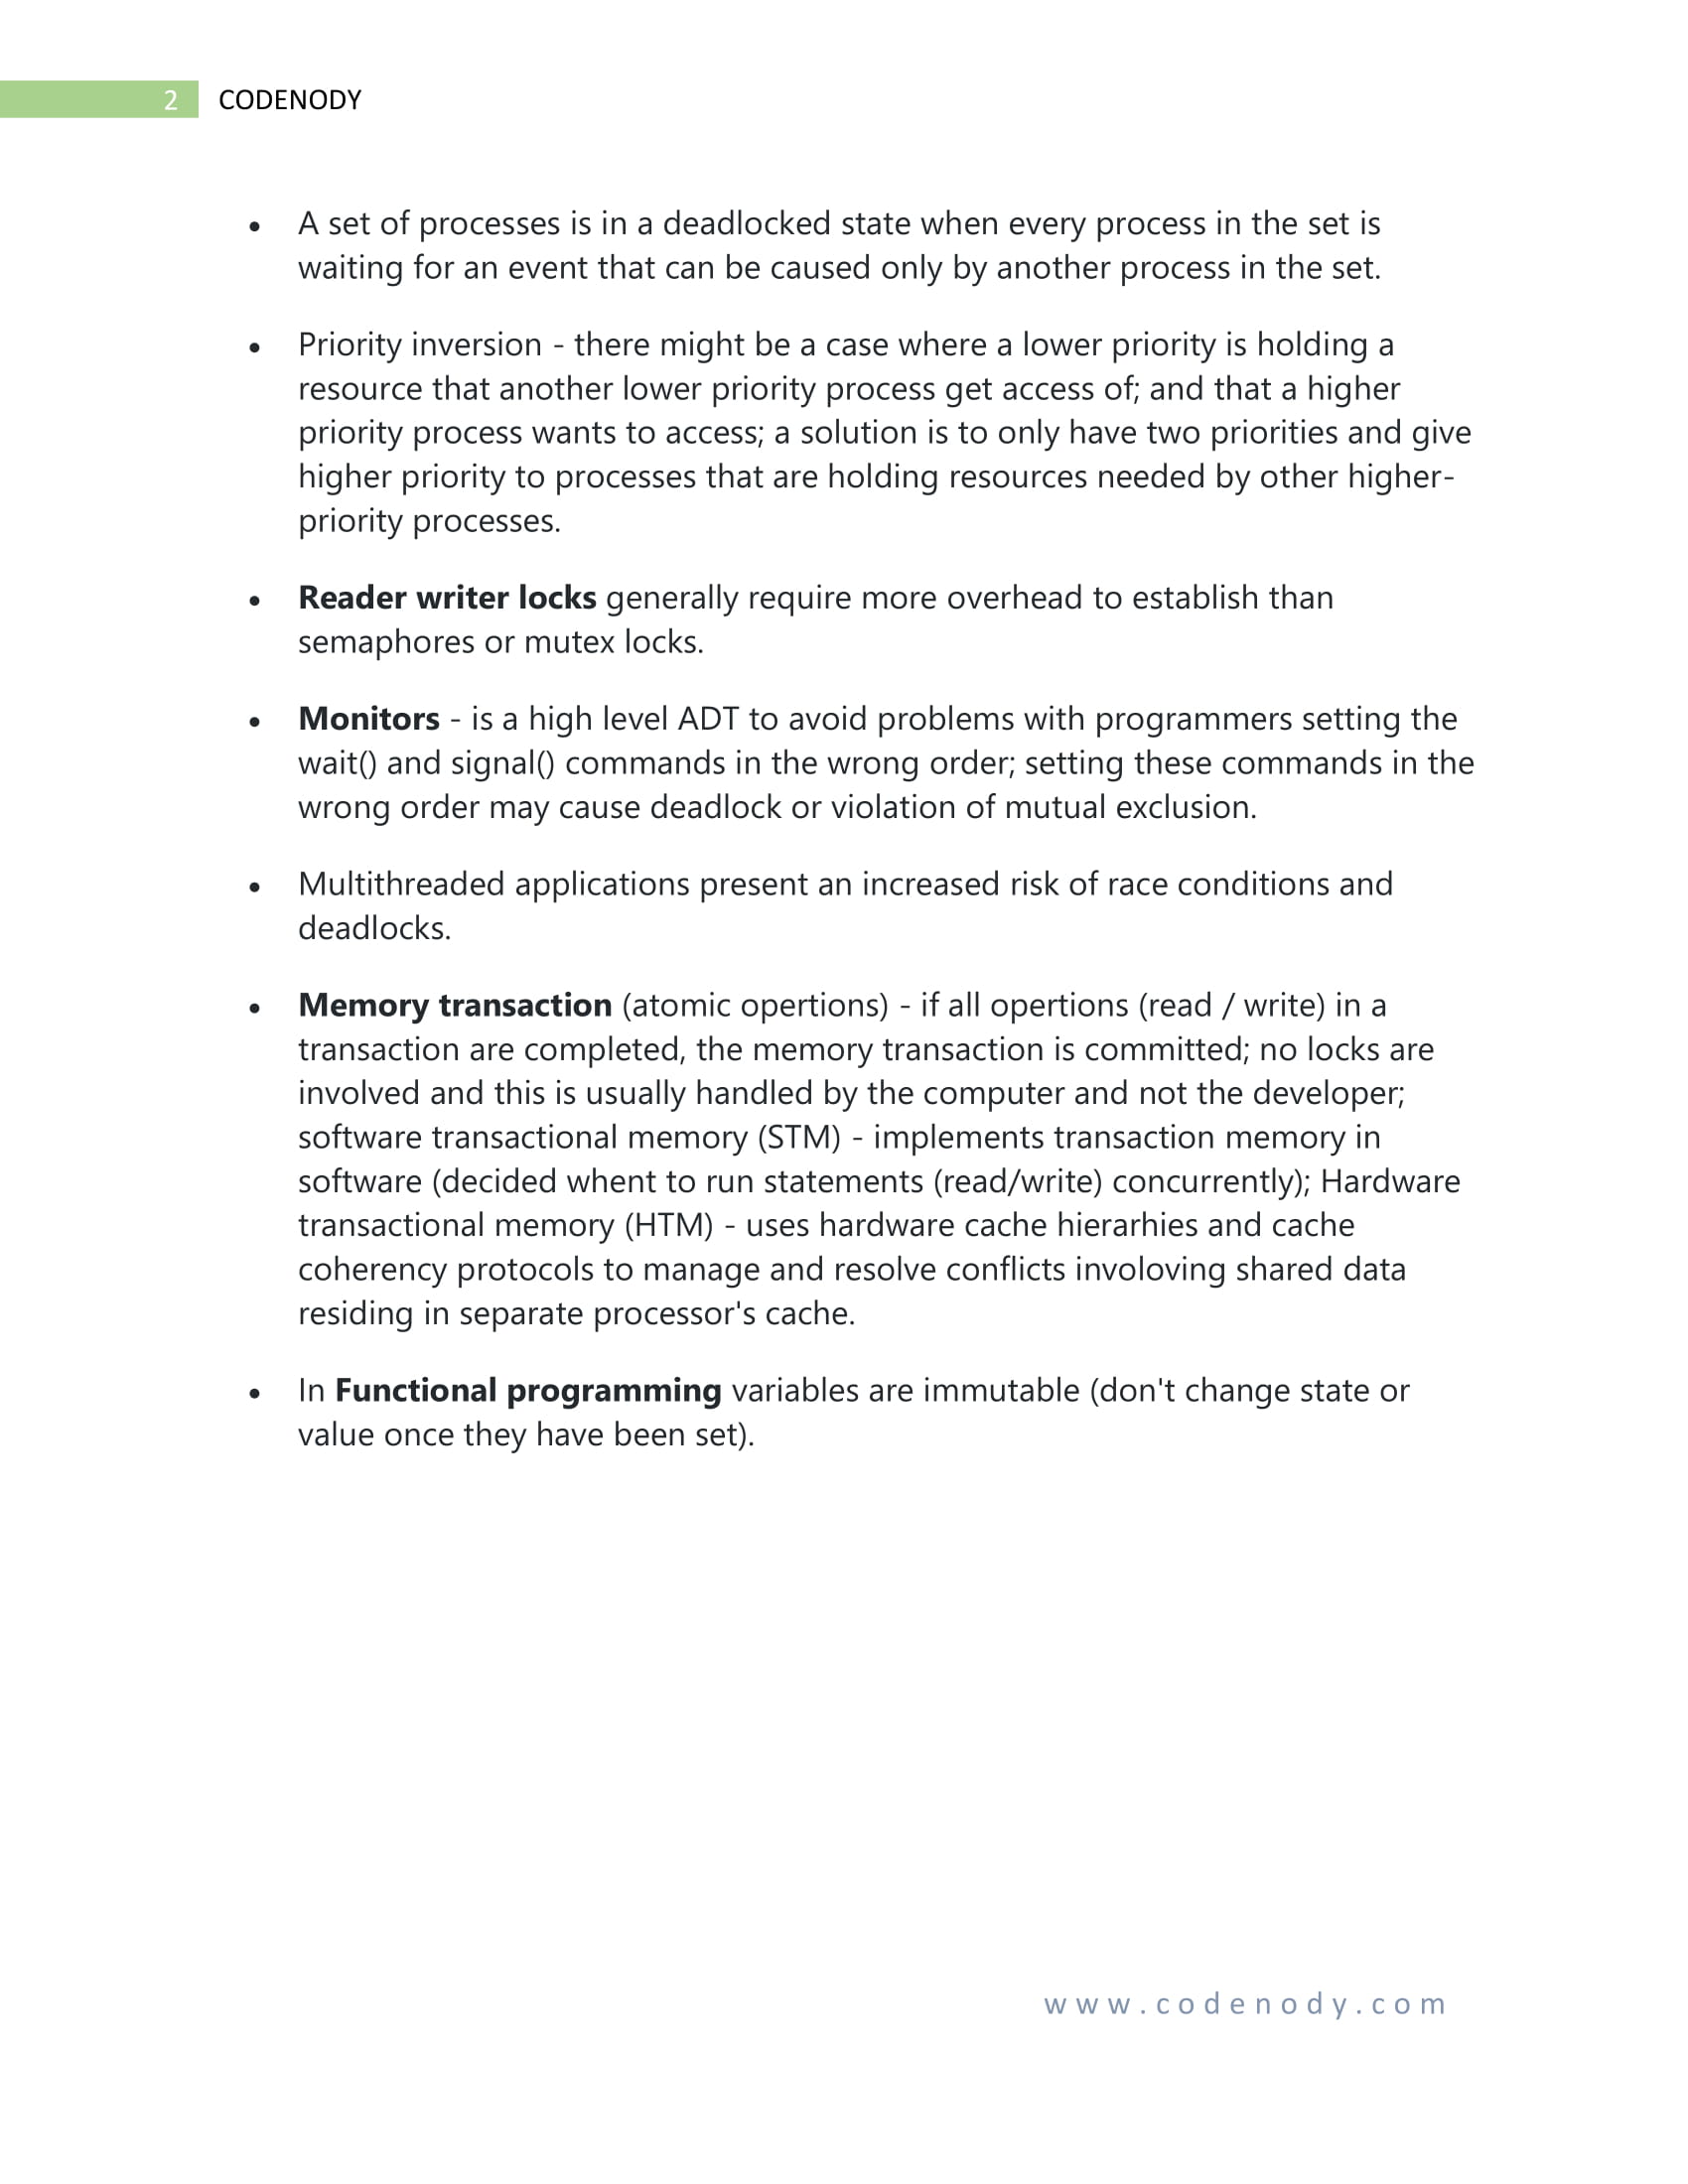 2 CODENODY
• A set of processes is in a deadlocked state when every process in the set is
waiting for an event that can be caused only by another process in the set.
• Priority inversion - there might be a case where a lower priority is holding a
resource that another lower priority process get access of; and that a higher
priority process wants to access; a solution is to only have two priorities and give
higher priority to processes that are holding resources needed by other higher-
priority processes.
• Reader writer locks generally require more overhead to establish than
semaphores or mutex locks.
• Monitors - is a high level ADT to avoid problems with programmers setting the
wait() and signal() commands in the wrong order; setting these commands in the
wrong order may cause deadlock or violation of mutual exclusion.
• Multithreaded applications present an increased risk of race conditions and
deadlocks.
• Memory transaction (atomic opertions) - if all opertions (read / write) in a
transaction are completed, the memory transaction is committed; no locks are
involved and this is usually handled by the computer and not the developer;
software transactional memory (STM) - implements transaction memory in
software (decided whent to run statements (read/write) concurrently); Hardware
transactional memory (HTM) - uses hardware cache hierarhies and cache
coherency protocols to manage and resolve conflicts involoving shared data
residing in separate processor's cache.
• In Functional programming variables are immutable (don't change state or
value once they have been set).
www.codenody.com